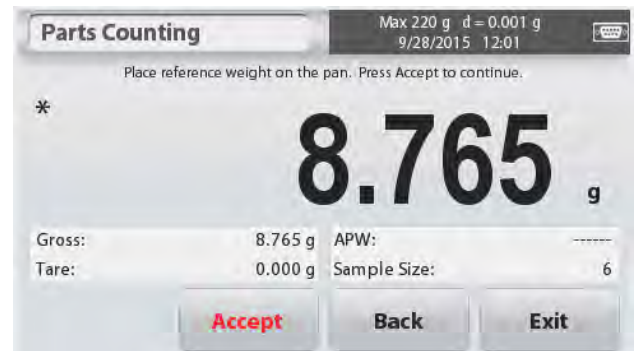 Parts Counting
Max 220 g d = 0.001 g
9/28/2015 12:01
Place reference weight on the pan. Press Accept to continue.
*
8.765 g
Gross: 8.765 g APW: ------
Tare: 0.000 g Sample Size: 6
Accept Back Exit